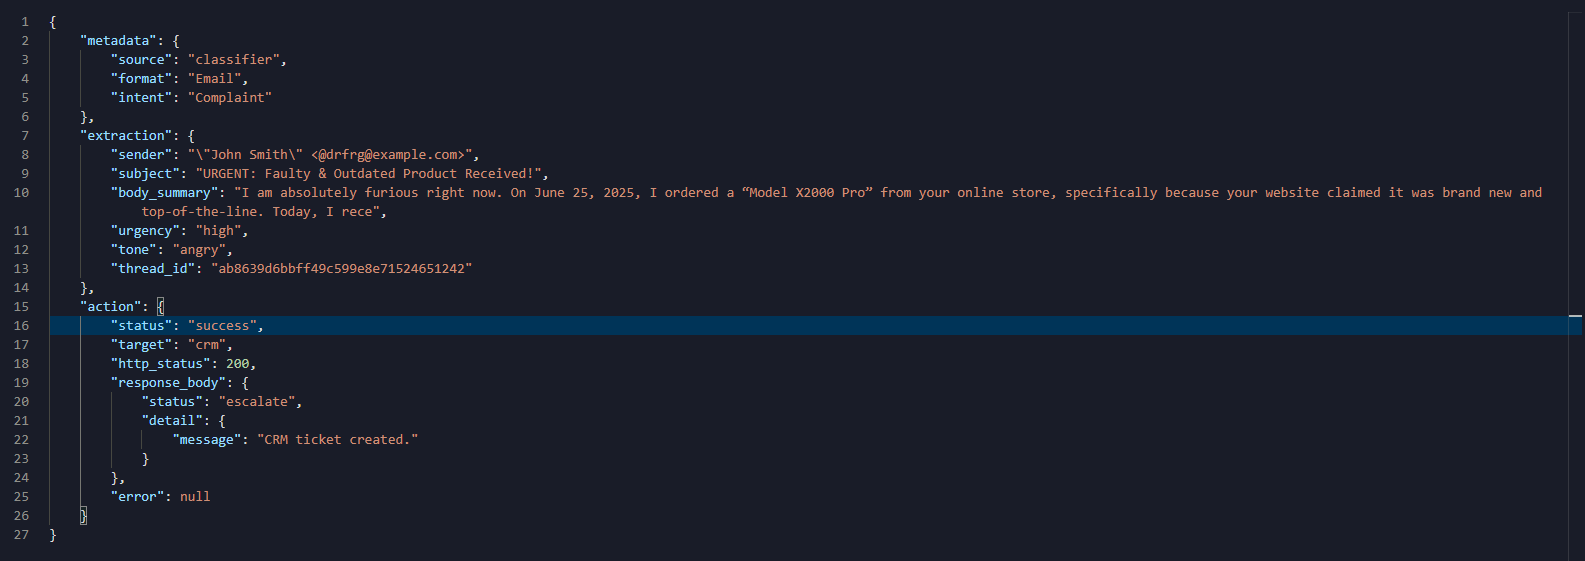 1 {
2     "metadata": {
3         "source": "classifier",
4         "format": "Email",
5         "intent": "Complaint"
6     },
7     "extraction": {
8         "sender": "\"John Smith\" <@drfrg@example.com>",
9         "subject": "URGENT: Faulty & Outdated Product Received!",
10         "body_summary": "I am absolutely furious right now. On June 25, 2025, I ordered a “Model X2000 Pro” from your online store, specifically because your website claimed it was brand new and
top-of-the-line. Today, I rece",
11         "urgency": "high",
12         "tone": "angry",
13         "thread_id": "ab8639d6bbff49c599e8e71524651242"
14     },
15     "action": {
16         "status": "success",
17         "target": "crm",
18         "http_status": 200,
19         "response_body": {
20             "status": "escalate",
21             "detail": {
22                 "message": "CRM ticket created."
23             }
24         },
25         "error": null
26     }
27 }